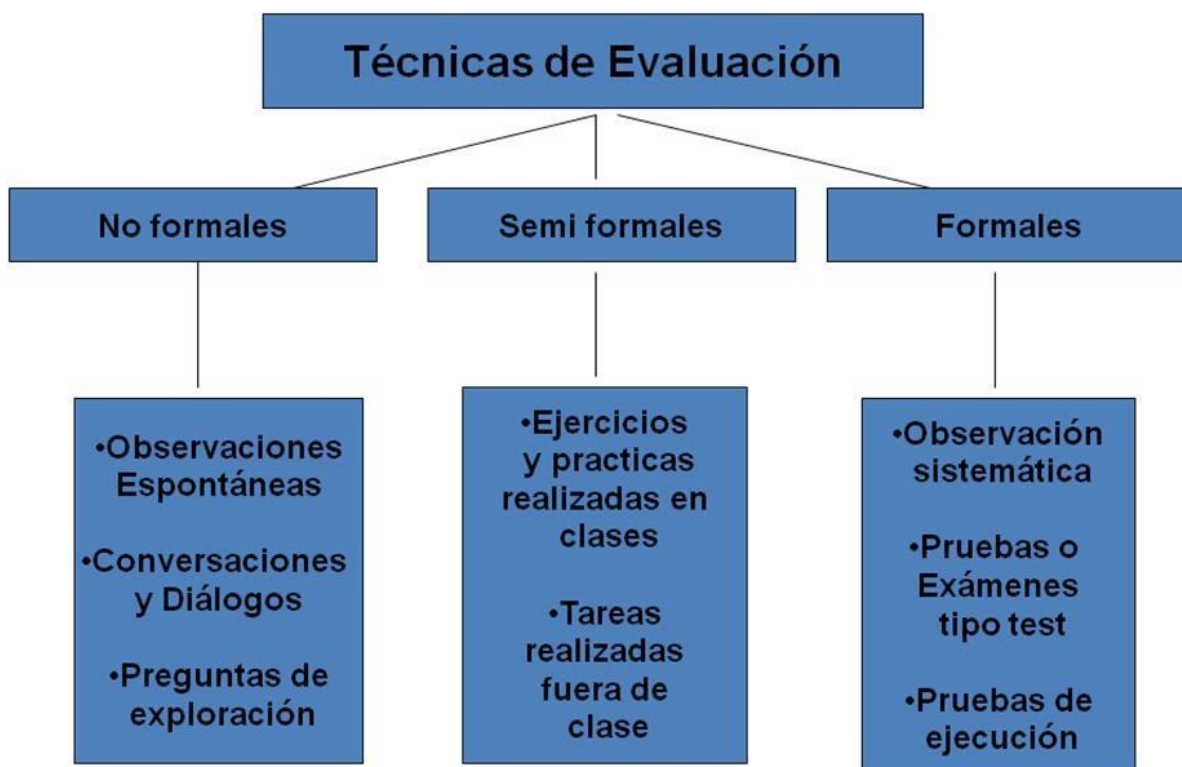 Técnicas de Evaluación
No formales
Semi formales
Formales
•Observaciones
Espontáneas
•Conversaciones
y Diálogos
•Preguntas de
exploración
•Ejercicios
y practicas
realizadas en
clases
•Tareas
realizadas
fuera de
clase
•Observación
sistemática
•Pruebas o
Exámenes
tipo test
•Pruebas de
ejecución